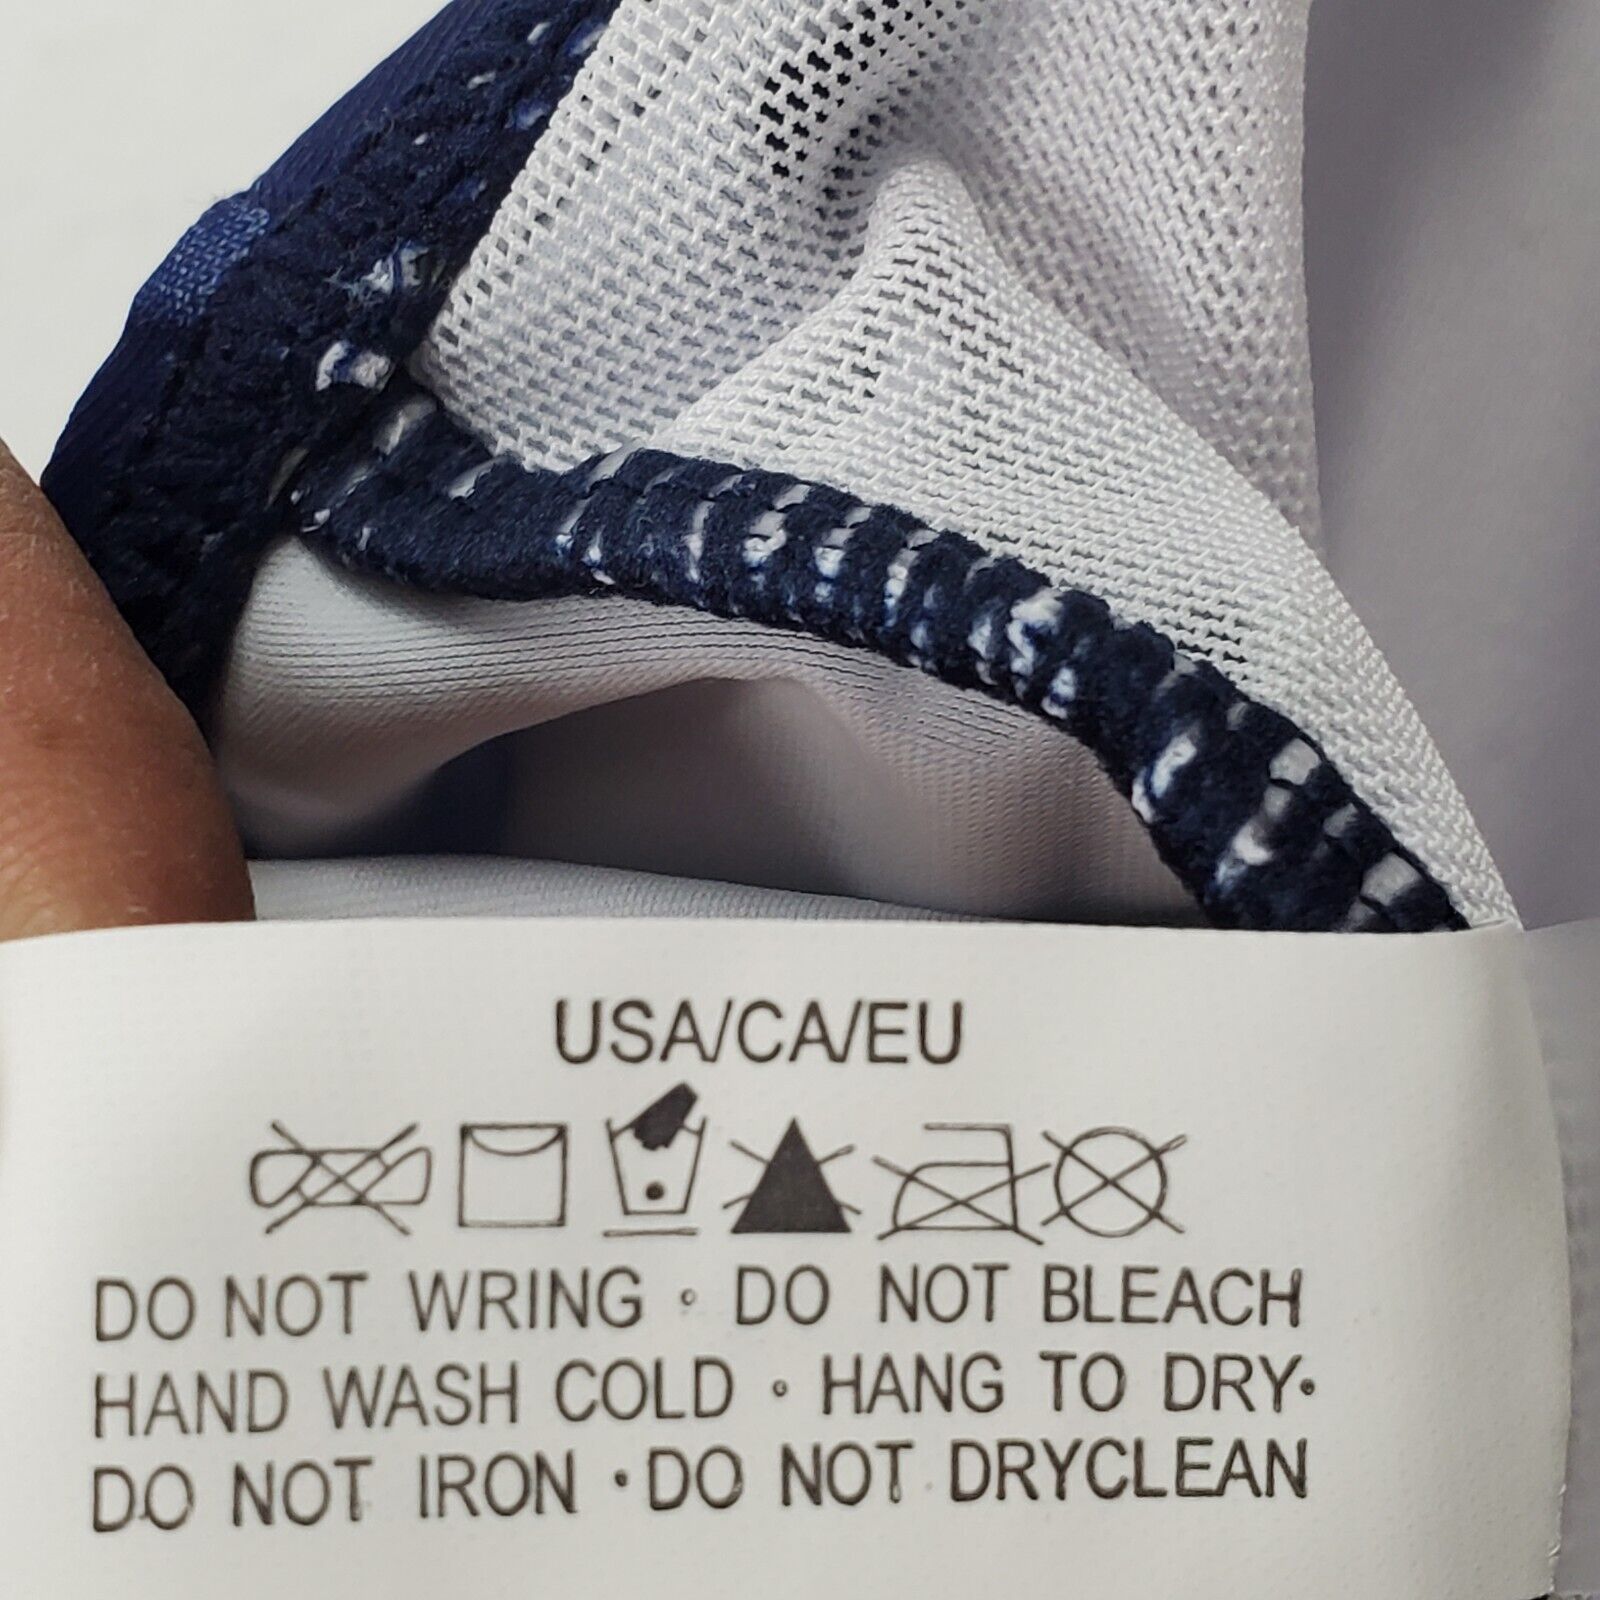 USA/CA/EU
DO NOT WRING • DO NOT BLEACH
HAND WASH COLD • HANG TO DRY•
DO NOT IRON • DO NOT DRYCLEAN